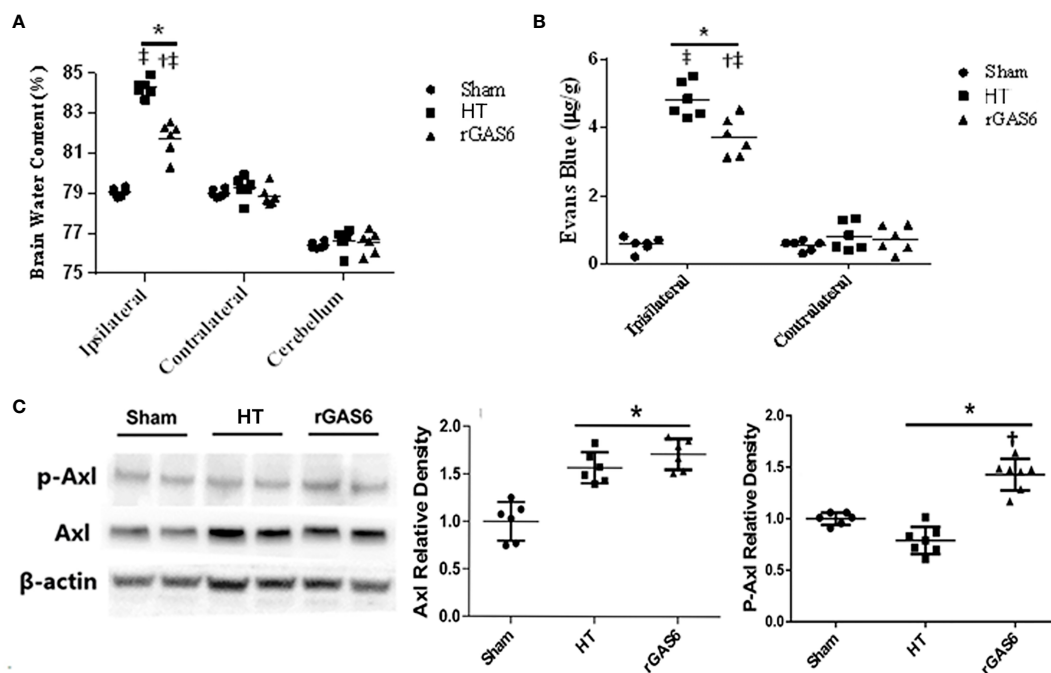 A
*
‡
†‡
Brain Water Content(%)
85
83
81
79
77
75
Ipsilateral
Contralateral
Cerebellum
Sham
HT
rGAS6
B
*
‡
†‡
Evans Blue (µg/g)
6
4
2
0
Ipisilateral
Contralateral
Sham
HT
rGAS6
C
Sham HT rGAS6
p-Axl
Axl
β-actin
*
Axl Relative Density
2.0
1.5
1.0
0.5
0.0
Sham
HT
rGAS6
*
†
P-Axl Relative Density
2.0
1.5
1.0
0.5
0.0
Sham
HT
rGAS6